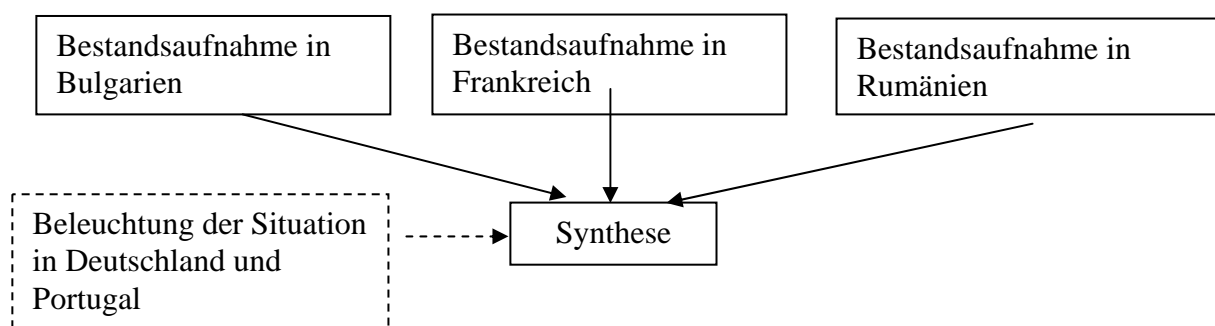 Bestandsaufnahme in
Bulgarien
Bestandsaufnahme in
Frankreich
Bestandsaufnahme in
Rumänien
Beleuchtung der Situation
in Deutschland und
Portugal
Synthese